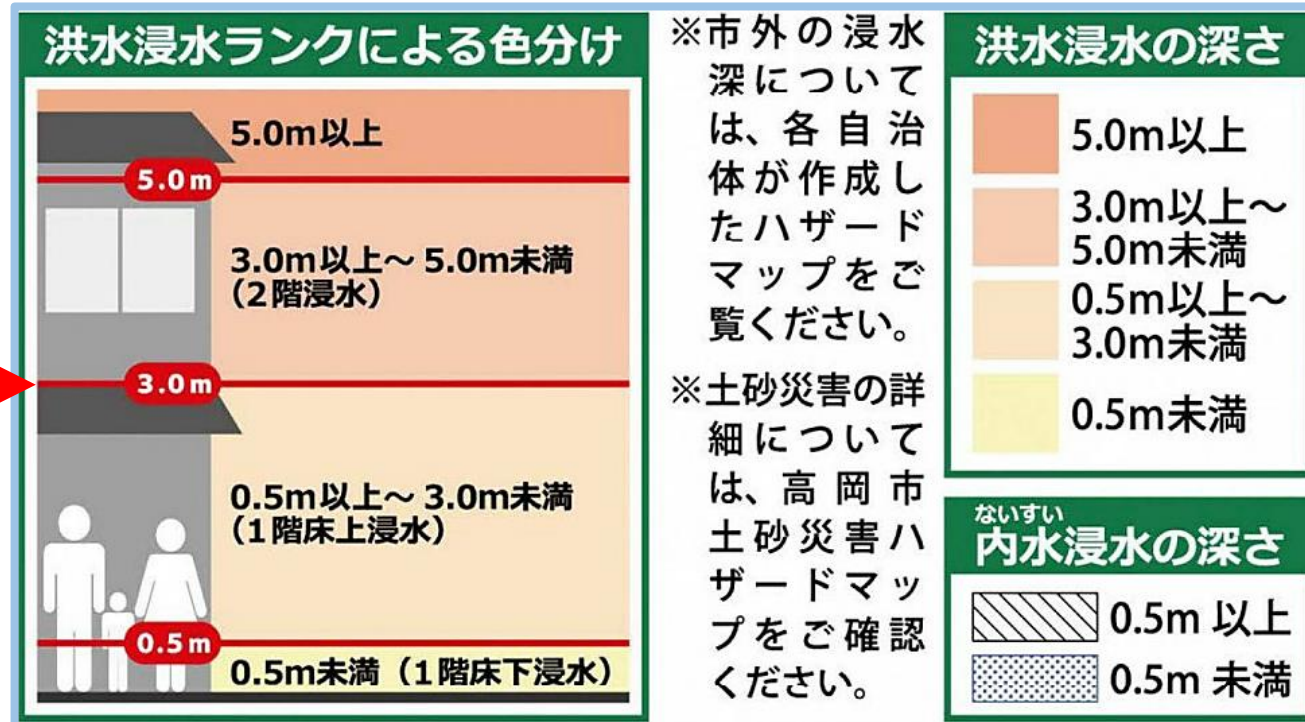 洪水浸水ランクによる色分け
5.0m以上
5.0m
3.0m以上～5.0m未満
(2階浸水)
3.0m
0.5m以上～3.0m未満
(1階床上浸水)
0.5m
0.5m未満（1階床下浸水）
※市外の浸水
深について
は、各自治
体が作成し
たハザード
マップをご
覧ください。
※土砂災害の詳
細について
は、高岡市
土砂災害ハ
ザードマッ
プをご確認
ください。
洪水浸水の深さ
5.0m以上
3.0m以上～
5.0m未満
0.5m以上～
3.0m未満
0.5m未満
ないすい
内水浸水の深さ
0.5m 以上
0.5m 未満